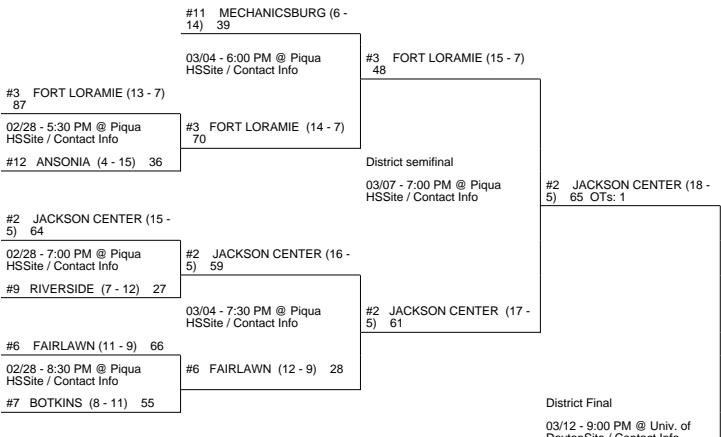 #11 MECHANICSBURG (6 -
14) 39
03/04 - 6:00 PM @ Piqua
HSSite / Contact Info
#3 FORT LORAMIE (15 - 7)
48
#3 FORT LORAMIE (13 - 7)
87
02/28 - 5:30 PM @ Piqua
HSSite / Contact Info
#3 FORT LORAMIE (14 - 7)
70
#12 ANSONIA (4 - 15) 36
District semifinal
03/07 - 7:00 PM @ Piqua
HSSite / Contact Info
#2 JACKSON CENTER (18 -
5) 65 OTs: 1
#2 JACKSON CENTER (15 -
5) 64
02/28 - 7:00 PM @ Piqua
HSSite / Contact Info
#2 JACKSON CENTER (16 -
5) 59
#9 RIVERSIDE (7 - 12) 27
03/04 - 7:30 PM @ Piqua
HSSite / Contact Info
#2 JACKSON CENTER (17 -
5) 61
#6 FAIRLAWN (11 - 9) 66
02/28 - 8:30 PM @ Piqua
HSSite / Contact Info
#6 FAIRLAWN (12 - 9) 28
#7 BOTKINS (8 - 11) 55
District Final
03/12 - 9:00 PM @ Univ. of
DaytonSite / Contact Info